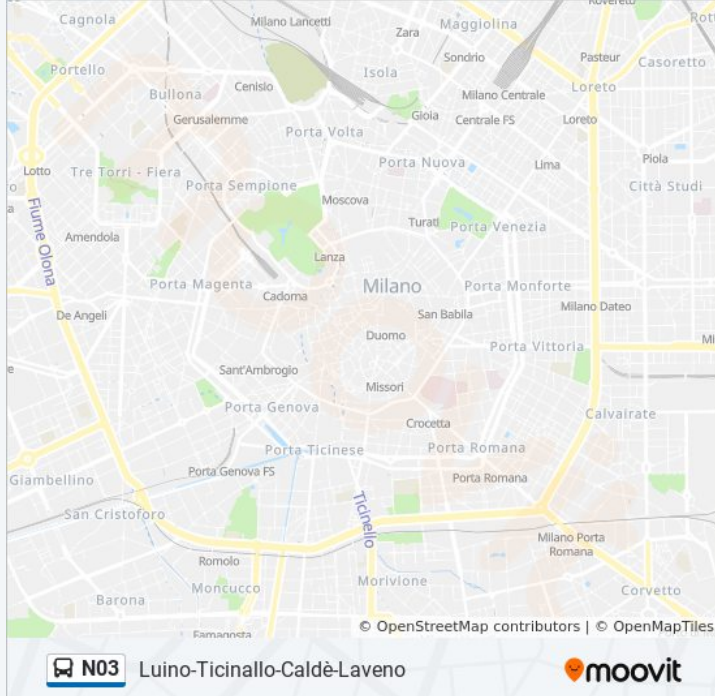 Rovereto
Cagnola
Milano Lancetti
Maggiolina
Zara
Rott
Portello
Sondrio
Pasteur
Casoretto
Isola
Bullona
Cenisio
Milano Centrale
Loreto
Gerusalemme
Gioia
Centrale FS
Loreto
Porta Volta
Lotto
Tre Torri - Fiera
Porta Nuova
Lima
Piola
Porta Sempione
Città Studi
Moscova
Fiume Olona
Turati
Porta Venezia
Amendola
Lanza
Porta Magenta
Milano
Porta Monforte
Cadorna
San Babila
Milano Dateo
De Angeli
Duomo
Porta Vittoria
Mi
Sant'Ambrogio
Missori
Porta Genova
Crocetta
Calvairate
Porta Ticinese
Porta Romana
Giambellino
Porta Genova FS
Porta Romana
San Cristoforo
Ticinello
Milano Porta
Romana
Romolo
Moncucco
Morivione
Corvetto
Barona
Famagosta
© OpenStreetMap contributors | © OpenMapTiles
N03 Luino-Ticinallo-Caldè-Laveno
moovit